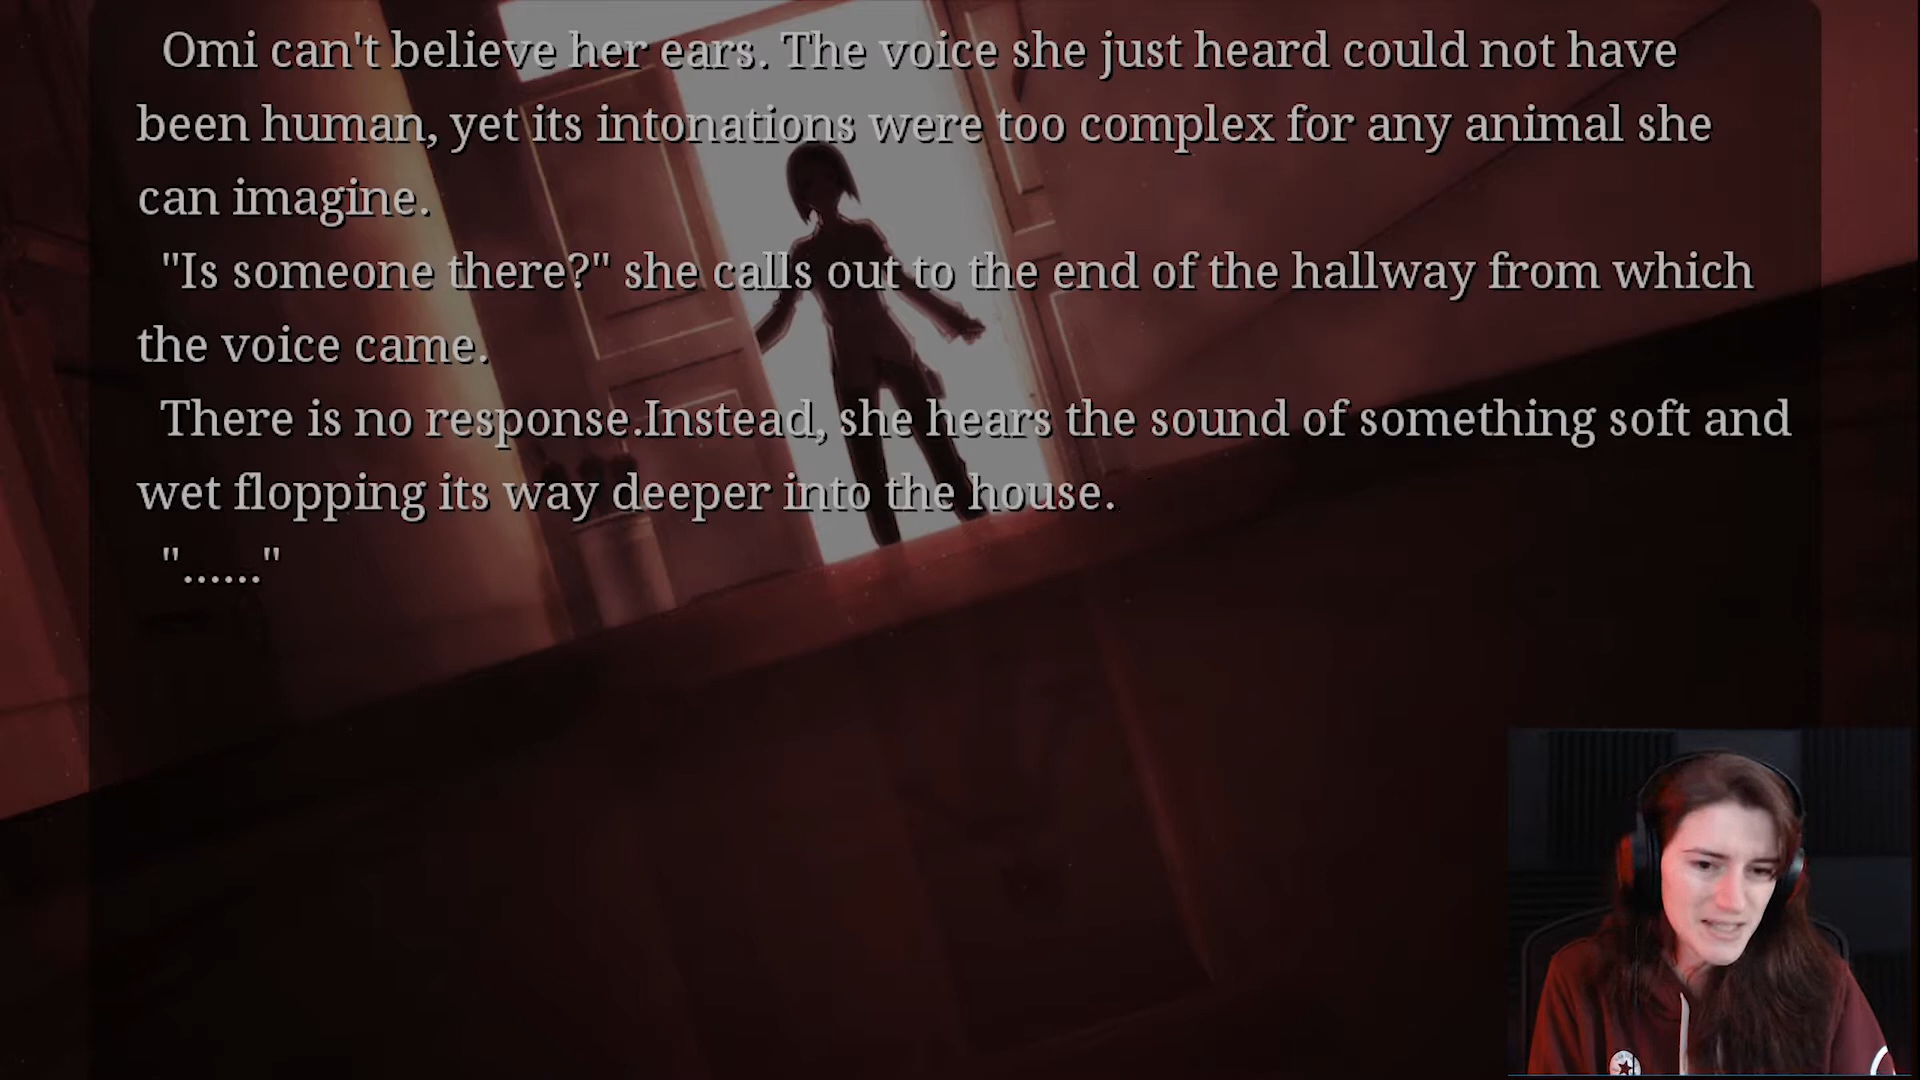 Omi can't believe her ears. The voice she just heard could not have
been human, yet its intonations were too complex for any animal she
can imagine.
"Is someone there?" she calls out to the end of the hallway from which
the voice came.
There is no response.Instead, she hears the sound of something soft and
wet flopping its way deeper into the house.
"......"